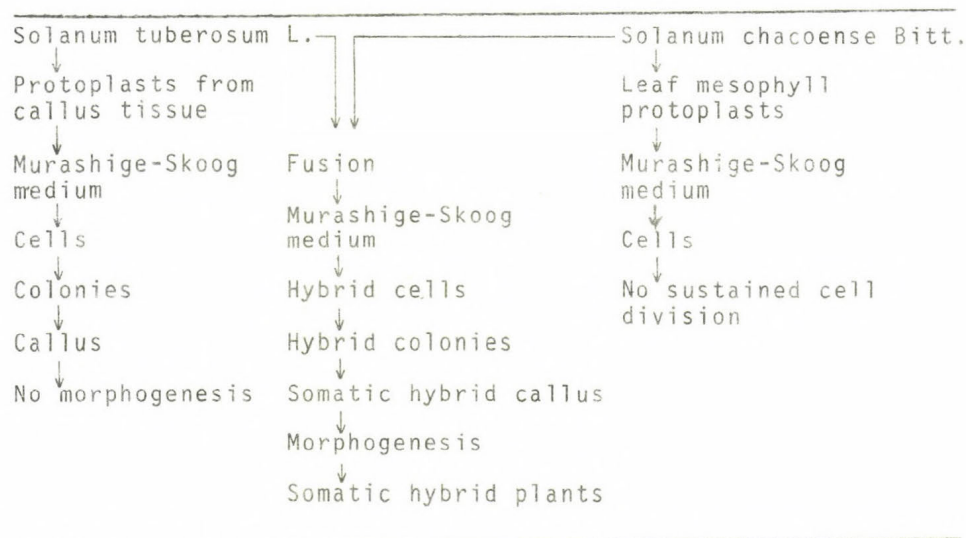 Solanum tuberosum L.
Protoplasts from
callus tissue
Murashige-Skoog
medium
Cells
Colonies
Callus
No morphogenesis
Fusion
Murashige-Skoog
medium
Hybrid cells
Hybrid colonies
Somatic hybrid callus
Morphogenesis
Somatic hybrid plants
Solanum chacoense Bitt.
Leaf mesophyll
protoplasts
Murashige-Skoog
medium
Cells
No sustained cell
division